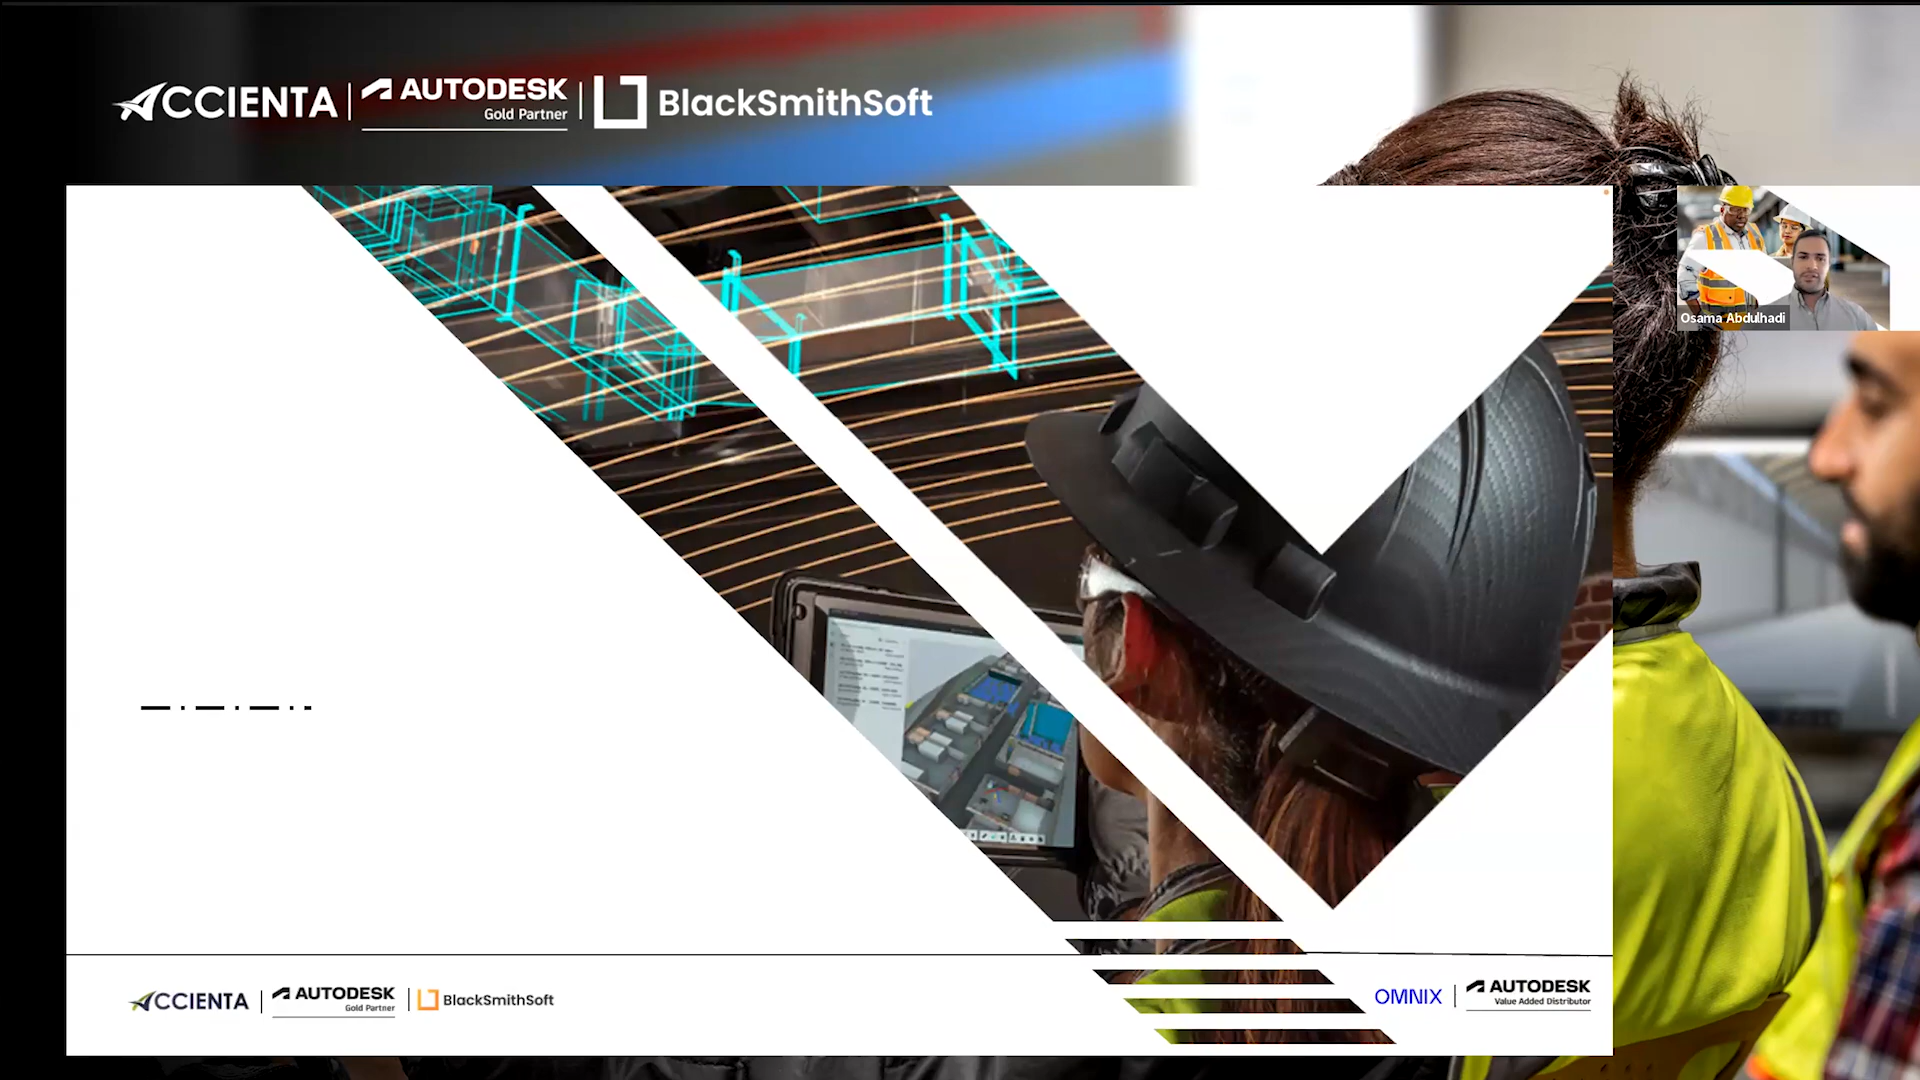 ACCIENTA | AUTODESK | BlackSmithSoft
Gold Partner
Osama Abdulhadi
ACCIENTA | AUTODESK | BlackSmithSoft
Gold Partner
OMNIX | AUTODESK
Value Added Distributor